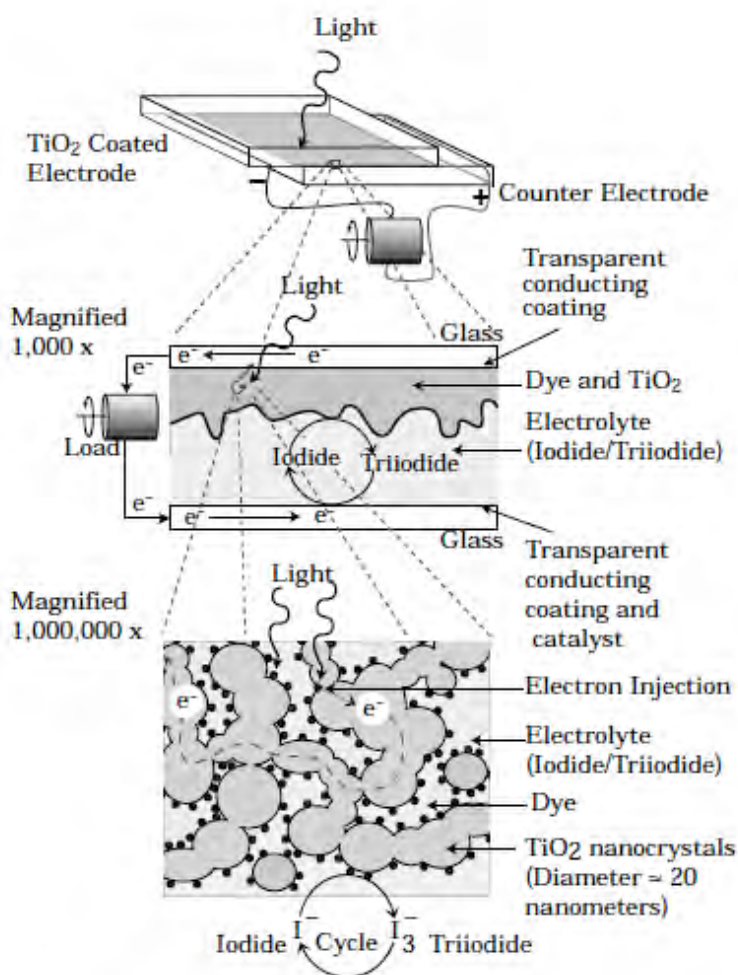 Light
TiO2 Coated
Electrode
−
+
Counter Electrode
Transparent
conducting
coating
Light
Magnified
1,000 x
Glass
e-
e-
e-
Dye and TiO2
Load
Electrolyte
(Iodide/Triiodide)
Iodide
Triiodide
e-
e-
e-
Glass
Transparent
conducting
coating and
catalyst
Light
Magnified
1,000,000 x
Electron Injection
e-
e-
Electrolyte
(Iodide/Triiodide)
Dye
TiO2 nanocrystals
(Diameter ≃ 20
nanometers)
Iodide I- Cycle I3- Triiodide